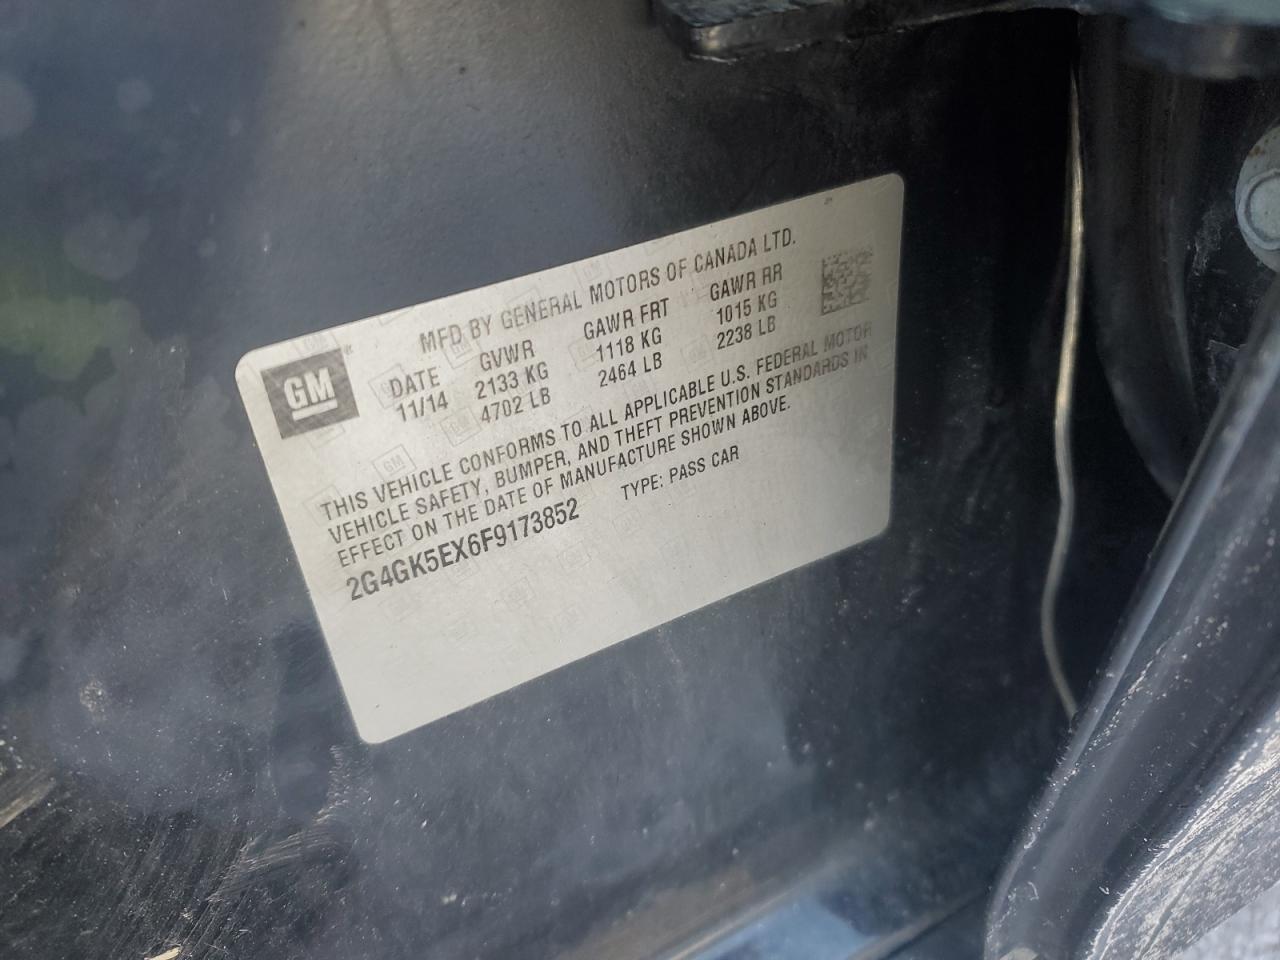 MFD BY GENERAL MOTORS OF CANADA LTD.
GM
DATE GVWR GAWR FRT GAWR RR
11/14 2133 KG 1118 KG 1015 KG
4702 LB 2464 LB 2238 LB
THIS VEHICLE CONFORMS TO ALL APPLICABLE U.S. FEDERAL MOTOR
VEHICLE SAFETY, BUMPER, AND THEFT PREVENTION STANDARDS IN
EFFECT ON THE DATE OF MANUFACTURE SHOWN ABOVE.
2G4GK5EX6F9173852 TYPE: PASS CAR